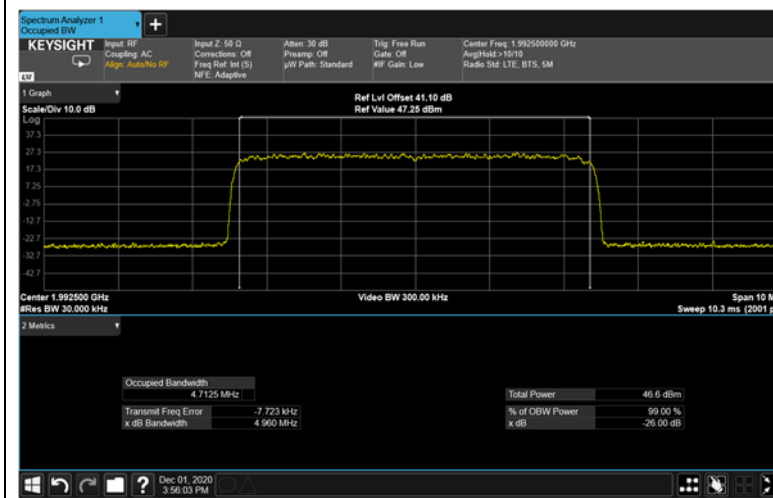 Spectrum Analyzer 1
Occupied BW
KEYSIGHT
Input: RF
Coupling: AC
Align: Auto/No RF
Input Z: 50 Ω
Corrections: Off
Freq Ref: Int (S)
NFE: Adaptive
Atten: 30 dB
Preamp: Off
µW Path: Standard
Trig: Free Run
Gate: Off
#IF Gain: Low
Center Freq: 1.992500000 GHz
Avg|Hold:>10/10
Radio Std: LTE, BTS, 5M
1 Graph
Scale/Div 10.0 dB
Ref Lvl Offset 41.10 dB
Ref Value 47.25 dBm
Log
37.3
27.3
17.3
7.25
-2.75
-12.7
-22.7
-32.7
-42.7
Center 1.992500 GHz
#Res BW 30.000 kHz
Video BW 300.00 kHz
Span 10 M
Sweep 10.3 ms (2001 p
2 Metrics
Occupied Bandwidth
4.7125 MHz
Transmit Freq Error -7.723 kHz
x dB Bandwidth 4.960 MHz
Total Power 46.6 dBm
% of OBW Power 99.00 %
x dB -26.00 dB
Dec 01, 2020
3:56:03 PM